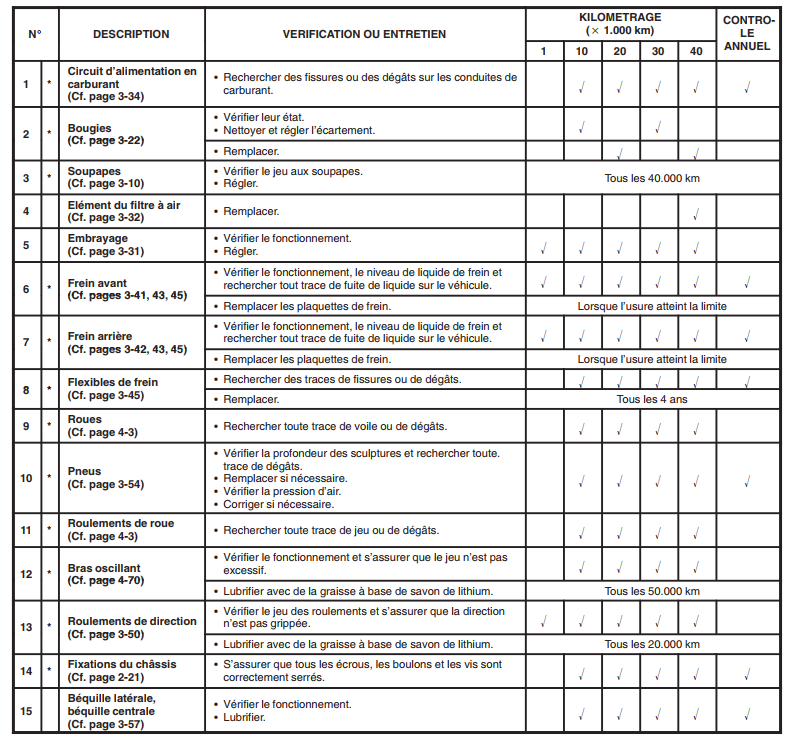 N° DESCRIPTION VERIFICATION OU ENTRETIEN KILOMETRAGE CONTRO-
(× 1.000 km) LE
1 10 20 30 40 ANNUEL
1 * Circuit d'alimentation en
carburant
(Cf. page 3-34)
• Rechercher des fissures ou des dégâts sur les conduites de
carburant. √ √ √ √ √
2 * Bougies
(Cf. page 3-22)
• Vérifier leur état.
• Nettoyer et régler l'écartement. √ √
• Remplacer. √ √
3 * Soupapes
(Cf. page 3-10)
• Vérifier le jeu aux soupapes.
• Régler.
Tous les 40.000 km
4 Elément du filtre à air
(Cf. page 3-32)
• Remplacer. √
5 Embrayage
(Cf. page 3-31)
• Vérifier le fonctionnement.
• Régler. √ √ √ √ √
6 * Frein avant
(Cf. pages 3-41, 43, 45)
• Vérifier le fonctionnement, le niveau de liquide de frein et
rechercher tout trace de fuite de liquide sur le véhicule. √ √ √ √ √ √
• Remplacer les plaquettes de frein. Lorsque l'usure atteint la limite
7 * Frein arrière
(Cf. pages 3-42, 43, 45)
• Vérifier le fonctionnement, le niveau de liquide de frein et
rechercher tout trace de fuite de liquide sur le véhicule. √ √ √ √ √ √
• Remplacer les plaquettes de frein. Lorsque l'usure atteint la limite
8 * Flexibles de frein
(Cf. page 3-45)
• Rechercher des traces de fissures ou de dégâts. √ √ √ √ √
• Remplacer. Tous les 4 ans
9 * Roues
(Cf. page 4-3)
• Rechercher toute trace de voile ou de dégâts. √ √ √ √
10 * Pneus
(Cf. page 3-54)
• Vérifier la profondeur des sculptures et rechercher toute.
trace de dégâts.
• Remplacer si nécessaire.
• Vérifier la pression d'air.
• Corriger si nécessaire. √ √ √ √ √
11 * Roulements de roue
(Cf. page 4-3)
• Rechercher toute trace de jeu ou de dégâts. √ √ √ √
12 * Bras oscillant
(Cf. page 4-70)
• Vérifier le fonctionnement et s'assurer que le jeu n'est pas
excessif. √ √ √ √
• Lubrifier avec de la graisse à base de savon de lithium. Tous les 50.000 km
13 * Roulements de direction
(Cf. page 3-50)
• Vérifier le jeu des roulements et s'assurer que la direction
n'est pas grippée. √ √ √ √ √
• Lubrifier avec de la graisse à base de savon de lithium. Tous les 20.000 km
14 * Fixations du châssis
(Cf. page 2-21)
• S'assurer que tous les écrous, les boulons et les vis sont
correctement serrés. √ √ √ √ √
15 Béquille latérale,
béquille centrale
(Cf. page 3-57)
• Vérifier le fonctionnement.
• Lubrifier. √ √ √ √ √